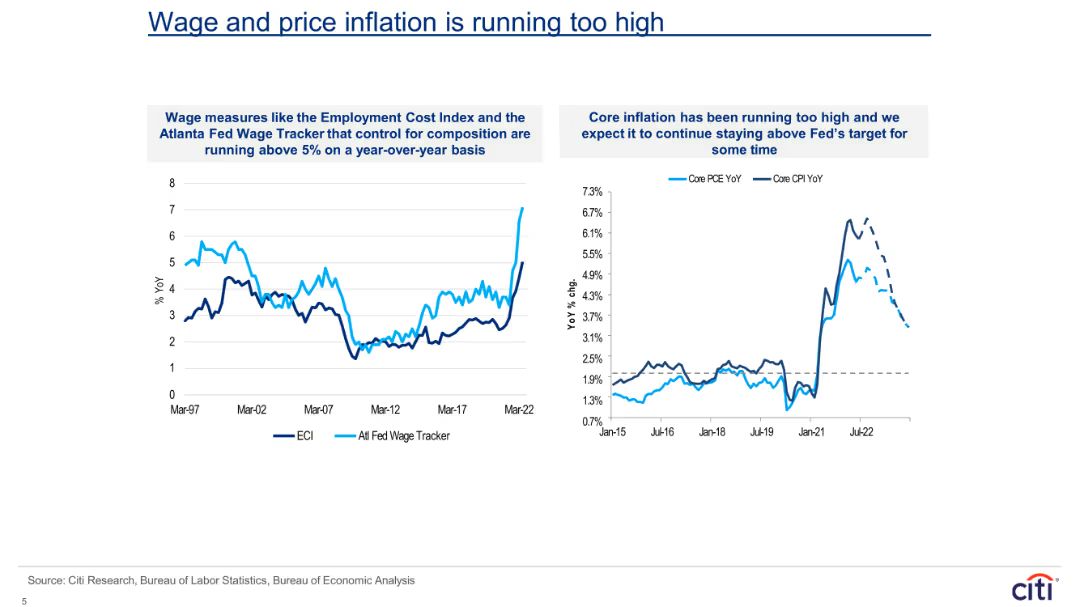 Wage and price inflation is running too high
Wage measures like the Employment Cost Index and the
Atlanta Fed Wage Tracker that control for composition are
running above 5% on a year-over-year basis
8
7
6
5
4
3
2
1
0
% YoY
Mar-97 Mar-02 Mar-07 Mar-12 Mar-17 Mar-22
ECI Atl Fed Wage Tracker
Core inflation has been running too high and we
expect it to continue staying above Fed's target for
some time
Core PCE YoY Core CPI YoY
7.3%
6.7%
6.1%
5.5%
4.9%
4.3%
3.7%
3.1%
2.5%
1.9%
1.3%
0.7%
YoY % chg.
Jan-15 Jul-16 Jan-18 Jul-19 Jan-21 Jul-22
Source: Citi Research, Bureau of Labor Statistics, Bureau of Economic Analysis
5
citi®